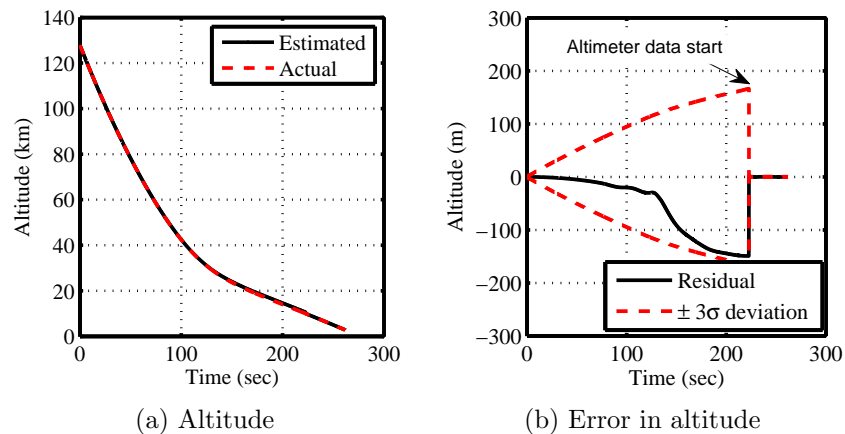 140
120
100
80
60
40
20
0
Altitude (km)
0 100 200 300
Time (sec)
Estimated
Actual
(a) Altitude
300
200
100
0
−100
−200
−300
Altitude (m)
0 100 200 300
Time (sec)
Altimeter data start
Residual
± 3σ deviation
(b) Error in altitude